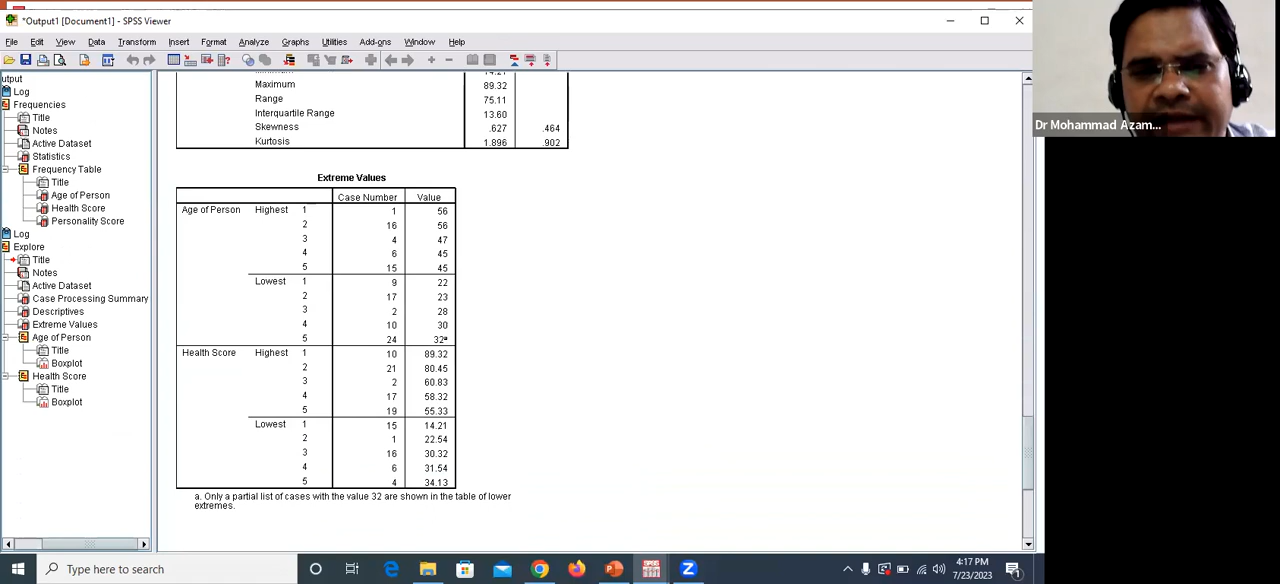 *Output1 [Document1] - SPSS Viewer
File Edit View Data Transform Insert Format Analyze Graphs Utilities Add-ons Window Help
utput
Log
Frequencies
Title
Notes
Active Dataset
Statistics
Frequency Table
Title
Age of Person
Health Score
Personality Score
Log
Explore
Title
Notes
Active Dataset
Case Processing Summary
Descriptives
Extreme Values
Age of Person
Title
Boxplot
Health Score
Title
Boxplot
Maximum 89.32
Range 75.11
Interquartile Range 13.60
Skewness .627 .464
Kurtosis 1.896 .902
Extreme Values
Case Number Value
Age of Person Highest 1 1 56
2 16 56
3 4 47
4 6 45
5 15 45
Lowest 1 9 22
2 17 23
3 2 28
4 10 30
5 24 32a
Health Score Highest 1 10 89.32
2 21 80.45
3 2 60.83
4 17 58.32
5 19 55.33
Lowest 1 15 14.21
2 1 22.54
3 16 30.32
4 6 31.54
5 4 34.13
a. Only a partial list of cases with the value 32 are shown in the table of lower
extremes.
Dr Mohammad Azam...
Type here to search
4:17 PM
7/23/2023